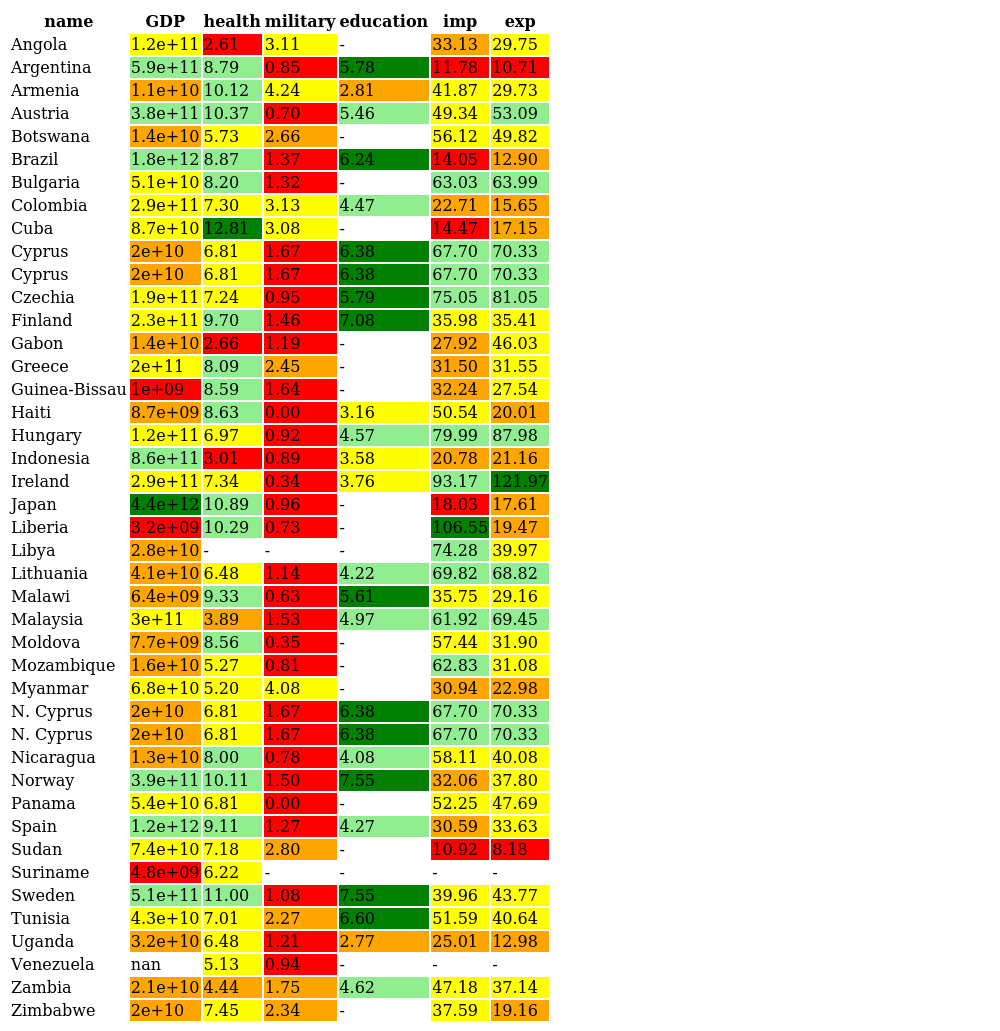 name GDP health military education imp exp
Angola 1.2e+11 2.61 3.11 - 33.13 29.75
Argentina 5.9e+11 8.79 0.85 5.78 11.78 10.71
Armenia 1.1e+10 10.12 4.24 2.81 41.87 29.73
Austria 3.8e+11 10.37 0.70 5.46 49.34 53.09
Botswana 1.4e+10 5.73 2.66 - 56.12 49.82
Brazil 1.8e+12 8.87 1.37 6.24 14.05 12.90
Bulgaria 5.1e+10 8.20 1.32 - 63.03 63.99
Colombia 2.9e+11 7.30 3.13 4.47 22.71 15.65
Cuba 8.7e+10 12.81 3.08 - 14.47 17.15
Cyprus 2e+10 6.81 1.67 6.38 67.70 70.33
Cyprus 2e+10 6.81 1.67 6.38 67.70 70.33
Czechia 1.9e+11 7.24 0.95 5.79 75.05 81.05
Finland 2.3e+11 9.70 1.46 7.08 35.98 35.41
Gabon 1.4e+10 2.66 1.19 - 27.92 46.03
Greece 2e+11 8.09 2.45 - 31.50 31.55
Guinea-Bissau 1e+09 8.59 1.64 - 32.24 27.54
Haiti 8.7e+09 8.63 0.00 3.16 50.54 20.01
Hungary 1.2e+11 6.97 0.92 4.57 79.99 87.98
Indonesia 8.6e+11 3.01 0.89 3.58 20.78 21.16
Ireland 2.9e+11 7.34 0.34 3.76 93.17 121.97
Japan 4.4e+12 10.89 0.96 - 18.03 17.61
Liberia 3.2e+09 10.29 0.73 - 106.55 19.47
Libya 2.8e+10 - - - 74.28 39.97
Lithuania 4.1e+10 6.48 1.14 4.22 69.82 68.82
Malawi 6.4e+09 9.33 0.63 5.61 35.75 29.16
Malaysia 3e+11 3.89 1.53 4.97 61.92 69.45
Moldova 7.7e+09 8.56 0.35 - 57.44 31.90
Mozambique 1.6e+10 5.27 0.81 - 62.83 31.08
Myanmar 6.8e+10 5.20 4.08 - 30.94 22.98
N. Cyprus 2e+10 6.81 1.67 6.38 67.70 70.33
N. Cyprus 2e+10 6.81 1.67 6.38 67.70 70.33
Nicaragua 1.3e+10 8.00 0.78 4.08 58.11 40.08
Norway 3.9e+11 10.11 1.50 7.55 32.06 37.80
Panama 5.4e+10 6.81 0.00 - 52.25 47.69
Spain 1.2e+12 9.11 1.27 4.27 30.59 33.63
Sudan 7.4e+10 7.18 2.80 - 10.92 8.18
Suriname 4.8e+09 6.22 - - - -
Sweden 5.1e+11 11.00 1.08 7.55 39.96 43.77
Tunisia 4.3e+10 7.01 2.27 6.60 51.59 40.64
Uganda 3.2e+10 6.48 1.21 2.77 25.01 12.98
Venezuela nan 5.13 0.94 - - -
Zambia 2.1e+10 4.44 1.75 4.62 47.18 37.14
Zimbabwe 2e+10 7.45 2.34 - 37.59 19.16